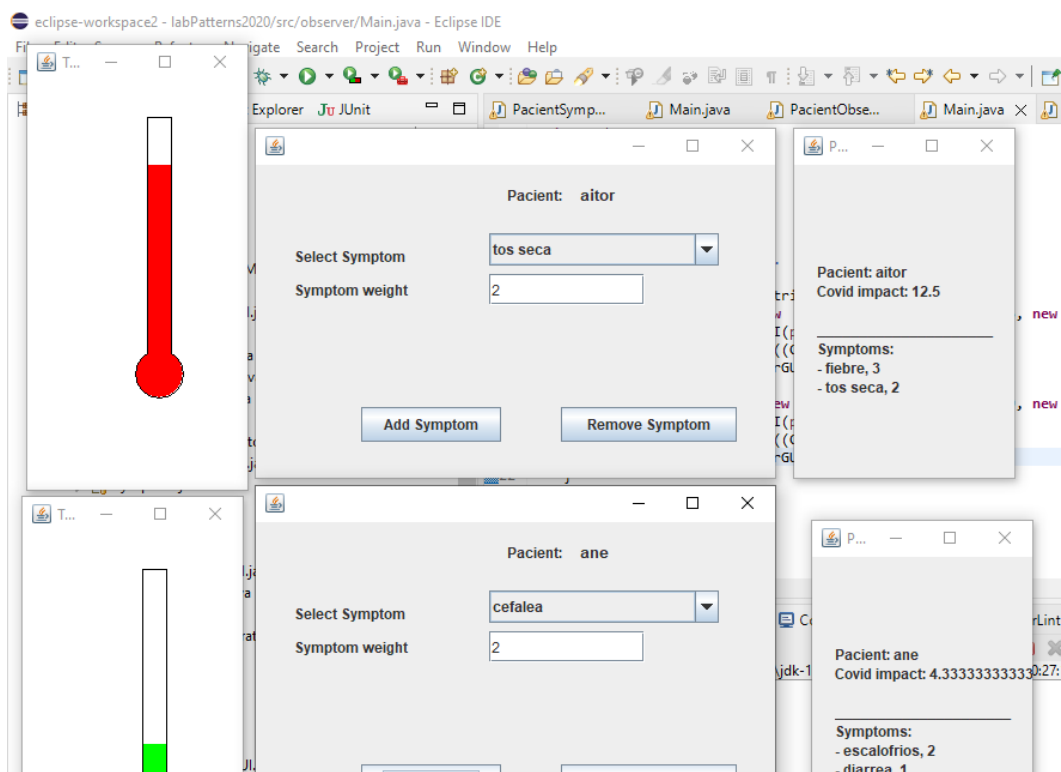 eclipse-workspace2 - labPatterns2020/src/observer/Main.java - Eclipse IDE
Search Project Run Window Help
T...
Explorer JUnit
PacientSymp... Main.java PacientObse... Main.java
Pacient: aitor
Select Symptom
tos seca
Symptom weight
2
Add Symptom
Remove Symptom
P...
Pacient: aitor
Covid impact: 12.5
Symptoms:
- fiebre, 3
- tos seca, 2
, new
, new
T...
Pacient: ane
Select Symptom
cefalea
Symptom weight
2
P...
Pacient: ane
Covid impact: 4.33333333333
Symptoms:
- escalofrios, 2
- diarrea, 1